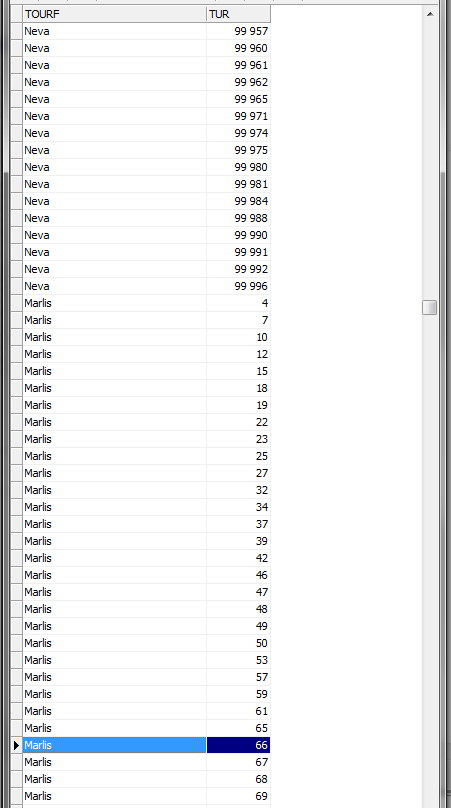 TOURF TUR
Neva 99 957
Neva 99 960
Neva 99 961
Neva 99 962
Neva 99 965
Neva 99 971
Neva 99 974
Neva 99 975
Neva 99 980
Neva 99 981
Neva 99 984
Neva 99 988
Neva 99 990
Neva 99 991
Neva 99 992
Neva 99 996
Marlis 4
Marlis 7
Marlis 10
Marlis 12
Marlis 15
Marlis 18
Marlis 19
Marlis 22
Marlis 23
Marlis 25
Marlis 27
Marlis 32
Marlis 34
Marlis 37
Marlis 39
Marlis 42
Marlis 46
Marlis 47
Marlis 48
Marlis 49
Marlis 50
Marlis 53
Marlis 57
Marlis 59
Marlis 61
Marlis 65
Marlis 66
Marlis 67
Marlis 68
Marlis 69